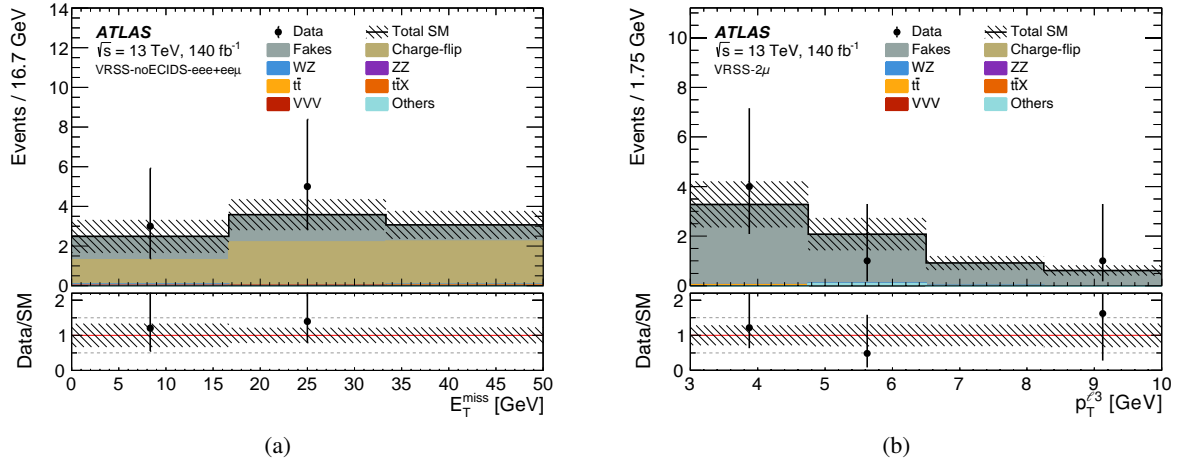 Events / 16.7 GeV
14
12
10
8
6
4
2
0
ATLAS
√s = 13 TeV, 140 fb⁻¹
VRSS-noECIDS-eee+eeμ
Data
Total SM
Fakes
Charge-flip
WZ
ZZ
tt̄
tt̄X
VVV
Others
Data/SM
2
1
0
0 5 10 15 20 25 30 35 40 45 50
E_T^miss [GeV]
(a)
Events / 1.75 GeV
10
8
6
4
2
0
ATLAS
√s = 13 TeV, 140 fb⁻¹
VRSS-2μ
Data
Total SM
Fakes
Charge-flip
WZ
ZZ
tt̄
tt̄X
VVV
Others
Data/SM
2
1
0
3 4 5 6 7 8 9 10
p_T^ℓ3 [GeV]
(b)